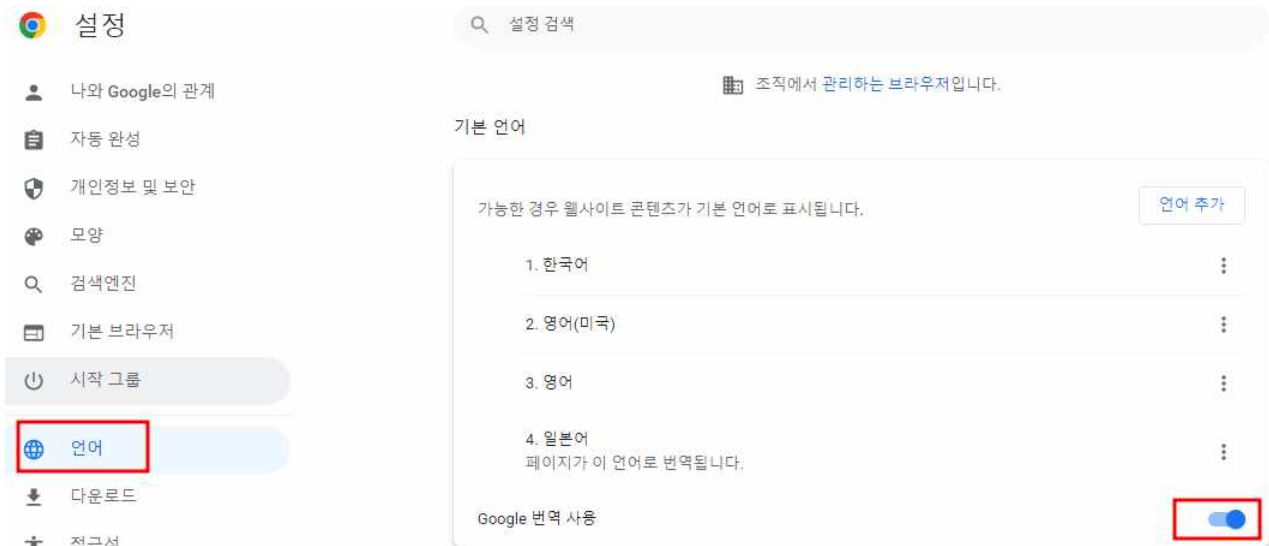 설정
설정 검색
나와 Google의 관계
자동 완성
개인정보 및 보안
모양
검색엔진
기본 브라우저
시작 그룹
언어
다운로드
접근성
조직에서 관리하는 브라우저입니다.
기본 언어
가능한 경우 웹사이트 콘텐츠가 기본 언어로 표시됩니다.
언어 추가
1. 한국어
2. 영어(미국)
3. 영어
4. 일본어
페이지가 이 언어로 번역됩니다.
Google 번역 사용